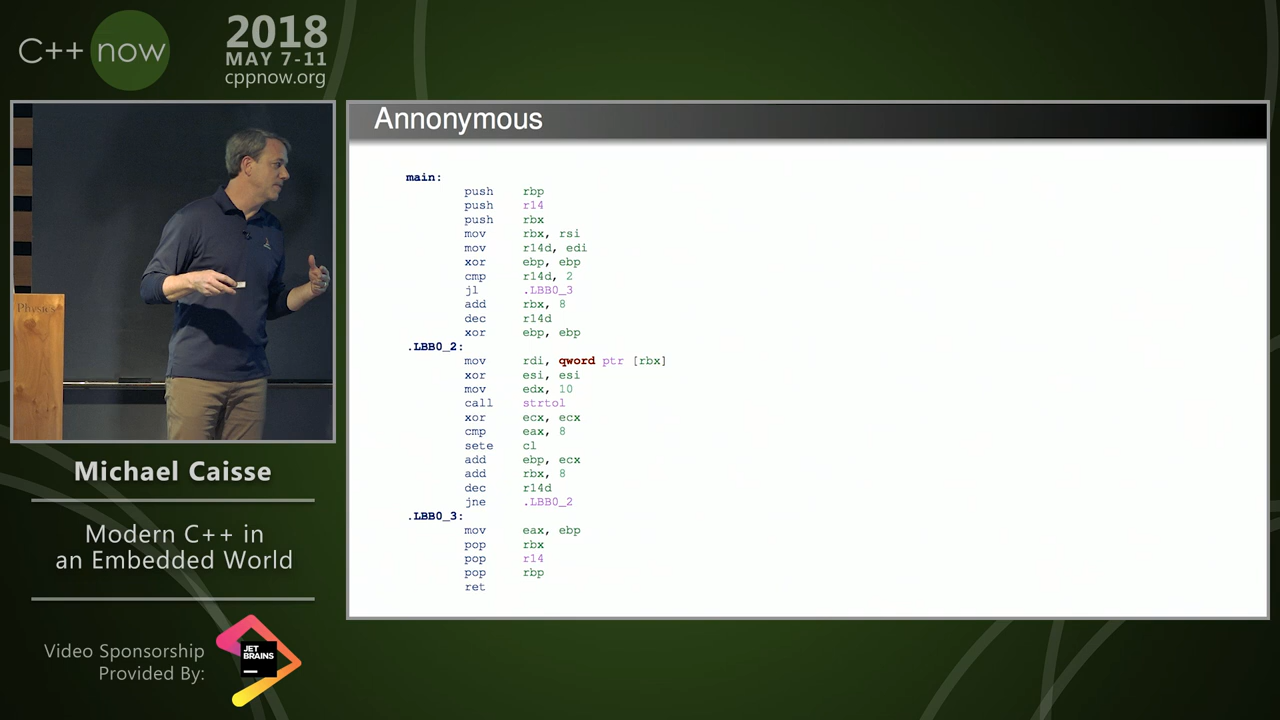 C++ now
2018
MAY 7-11
cppnow.org
Physics
Michael Caisse
Modern C++ in
an Embedded World
Video Sponsorship
Provided By:
JET
BRAINS
Annonymous
main:
push rbp
push r14
push rbx
mov rbx, rsi
mov r14d, edi
xor ebp, ebp
cmp r14d, 2
jl .LBB0_3
add rbx, 8
dec r14d
xor ebp, ebp
.LBB0_2:
mov rdi, qword ptr [rbx]
xor esi, esi
mov edx, 10
call strtol
xor ecx, ecx
cmp eax, 8
sete cl
add ebp, ecx
add rbx, 8
dec r14d
jne .LBB0_2
.LBB0_3:
mov eax, ebp
pop rbx
pop r14
pop rbp
ret